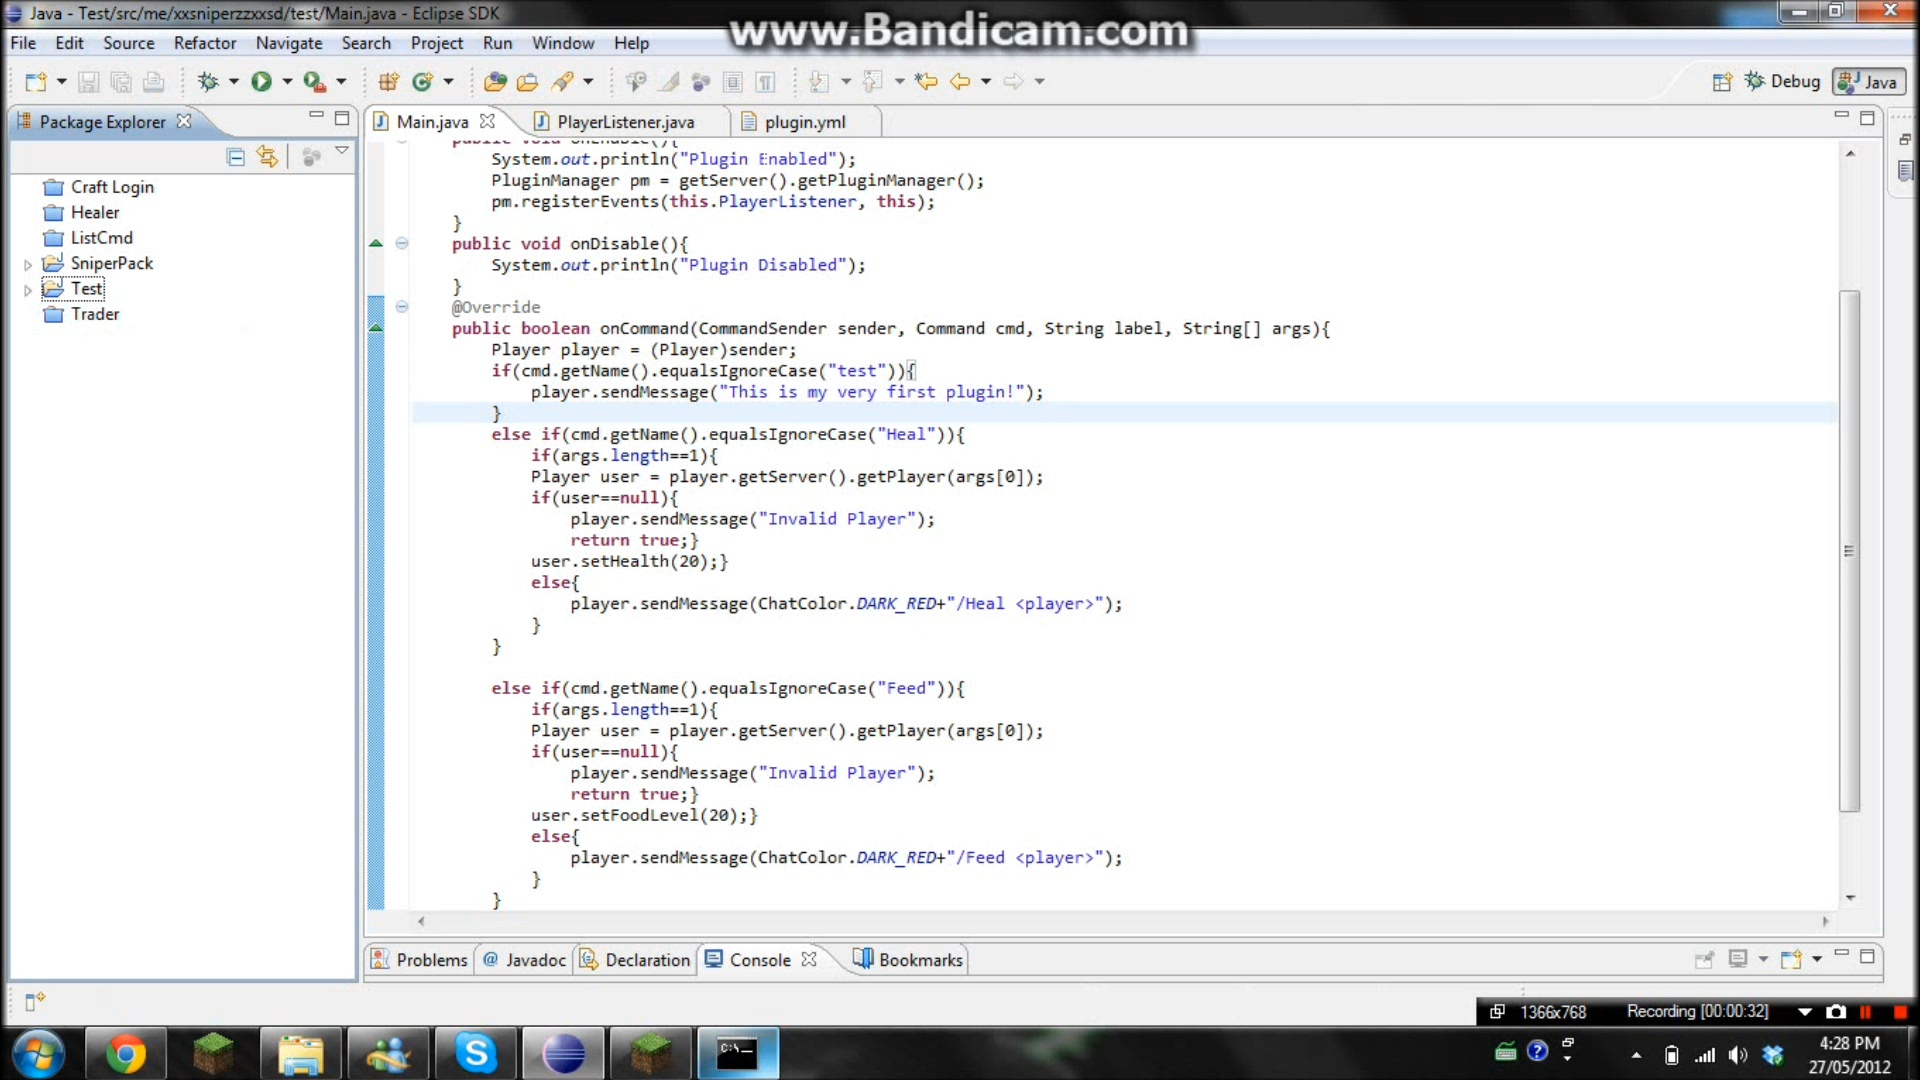 Java - Test/src/me/xxsniperzzxxsd/test/Main.java - Eclipse SDK
www.Bandicam.com
File Edit Source Refactor Navigate Search Project Run Window Help
Debug Java
Package Explorer
Main.java PlayerListener.java plugin.yml
Craft Login
Healer
ListCmd
SniperPack
Test
Trader
public void onEnable(){
System.out.println("Plugin Enabled");
PluginManager pm = getServer().getPluginManager();
pm.registerEvents(this.PlayerListener, this);
}
public void onDisable(){
System.out.println("Plugin Disabled");
}
@Override
public boolean onCommand(CommandSender sender, Command cmd, String label, String[] args){
Player player = (Player)sender;
if(cmd.getName().equalsIgnoreCase("test")){
player.sendMessage("This is my very first plugin!");
}
else if(cmd.getName().equalsIgnoreCase("Heal")){
if(args.length==1){
Player user = player.getServer().getPlayer(args[0]);
if(user==null){
player.sendMessage("Invalid Player");
return true;}
user.setHealth(20);}
else{
player.sendMessage(ChatColor.DARK_RED+"/Heal <player>");
}
}
else if(cmd.getName().equalsIgnoreCase("Feed")){
if(args.length==1){
Player user = player.getServer().getPlayer(args[0]);
if(user==null){
player.sendMessage("Invalid Player");
return true;}
user.setFoodLevel(20);}
else{
player.sendMessage(ChatColor.DARK_RED+"/Feed <player>");
}
}
Problems @ Javadoc Declaration Console Bookmarks
1366x768 Recording [00:00:32]
C:\
4:28 PM
27/05/2012